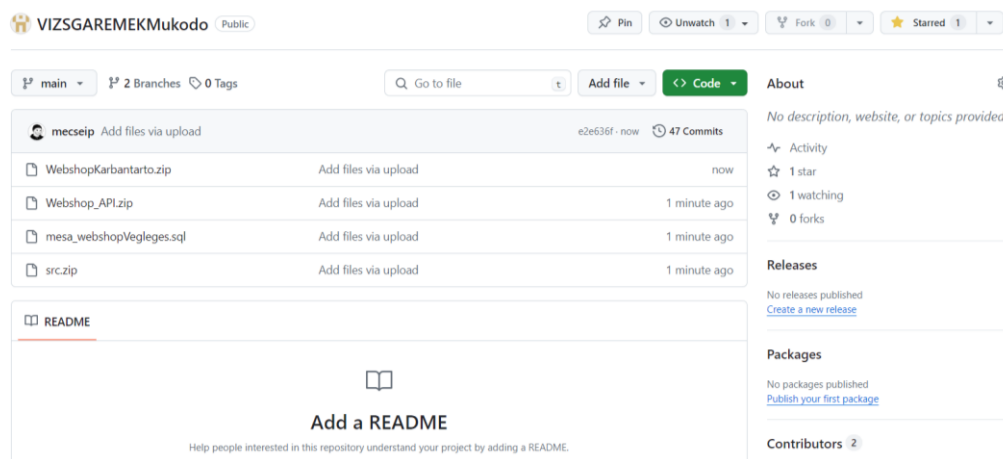 VIZSGAREMEKMukodo Public
Pin
Unwatch 1
Fork 0
Starred 1
main
2 Branches
0 Tags
Go to file
t
Add file
Code
mecseip Add files via upload
e2e636f · now
47 Commits
WebshopKarbantarto.zip Add files via upload now
Webshop_API.zip Add files via upload 1 minute ago
mesa_webshopVegleges.sql Add files via upload 1 minute ago
src.zip Add files via upload 1 minute ago
README
Add a README
Help people interested in this repository understand your project by adding a README.
About
No description, website, or topics provided
Activity
1 star
1 watching
0 forks
Releases
No releases published
Create a new release
Packages
No packages published
Publish your first package
Contributors 2